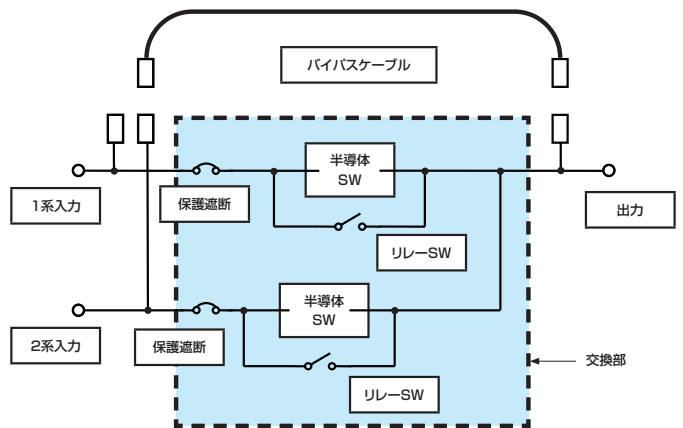 バイパスケーブル
半導体
SW
1系入力
保護遮断
出力
リレーSW
半導体
SW
2系入力
保護遮断
交換部
リレーSW